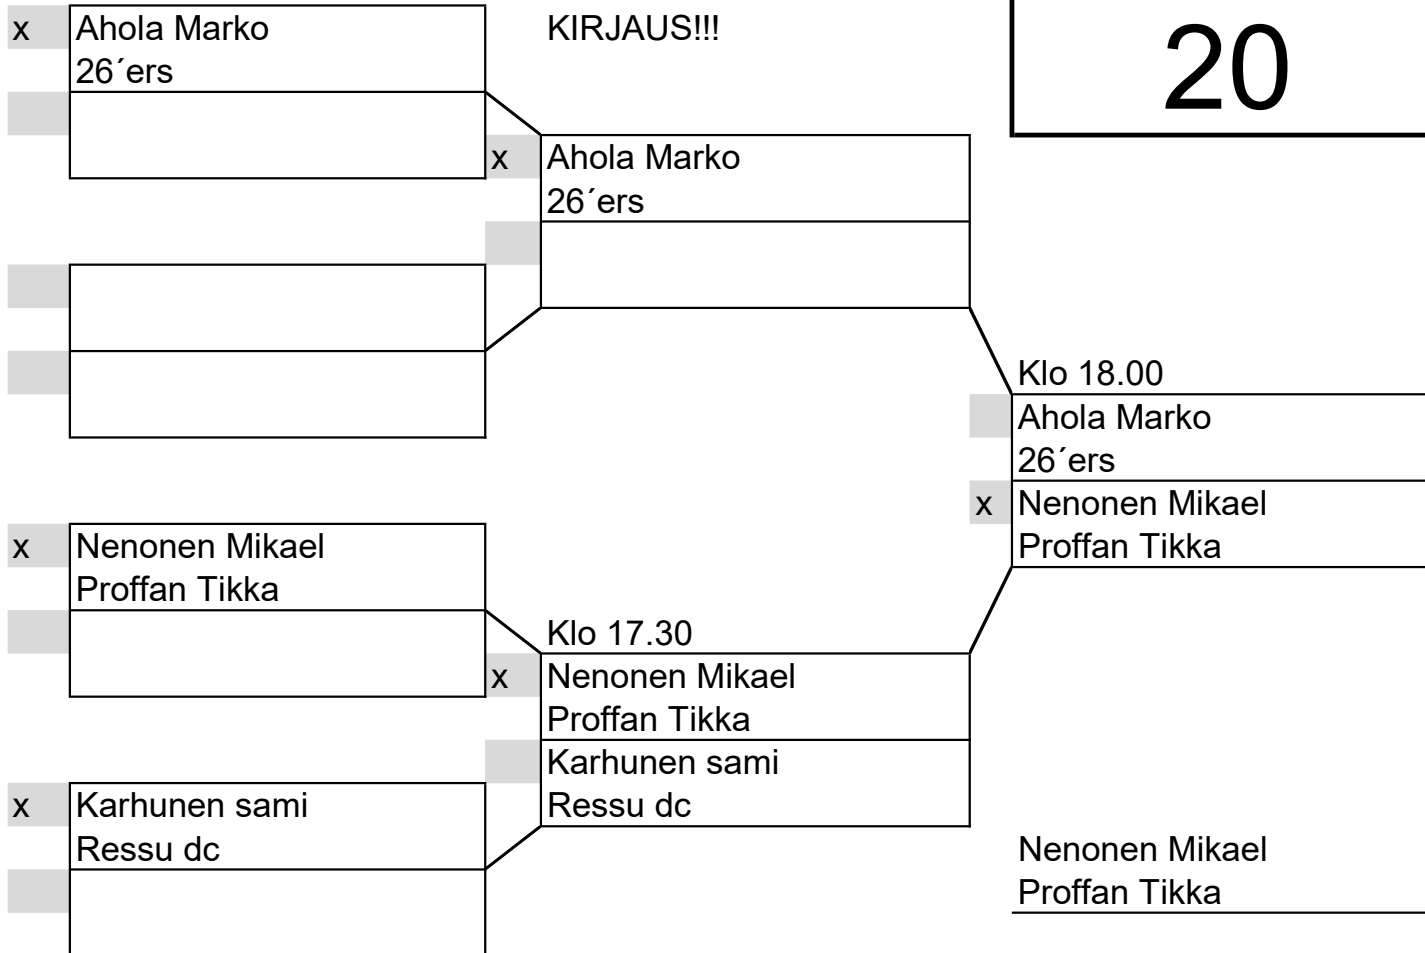 x Ahola Marko
26´ers
KIRJAUS!!!
20
x Ahola Marko
26´ers
Klo 18.00
Ahola Marko
26´ers
x Nenonen Mikael
Proffan Tikka
x Nenonen Mikael
Proffan Tikka
Klo 17.30
x Nenonen Mikael
Proffan Tikka
Karhunen sami
Ressu dc
x Karhunen sami
Ressu dc
Nenonen Mikael
Proffan Tikka